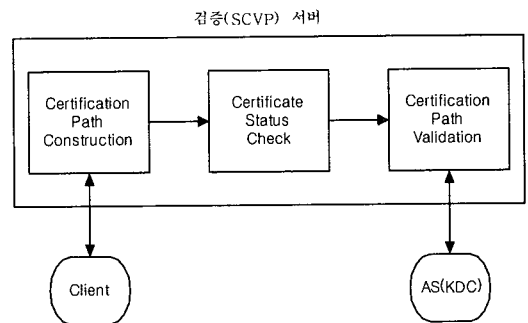 검증(SCVP) 서버
Certification
Path
Construction
Certificate
Status
Check
Certification
Path
Validation
Client
AS(KDC)